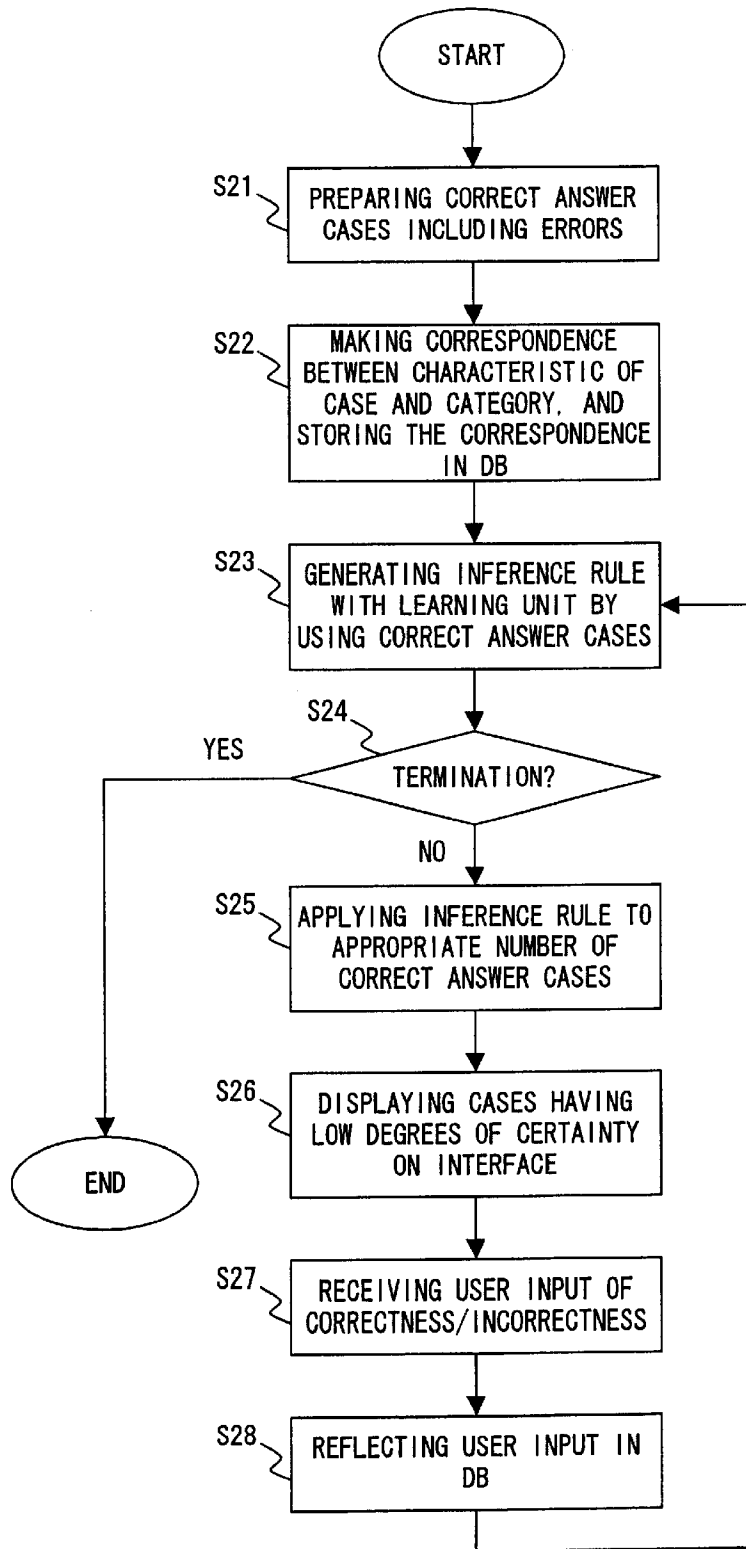 START
S21
PREPARING CORRECT ANSWER
CASES INCLUDING ERRORS
S22
MAKING CORRESPONDENCE
BETWEEN CHARACTERISTIC OF
CASE AND CATEGORY, AND
STORING THE CORRESPONDENCE
IN DB
S23
GENERATING INFERENCE RULE
WITH LEARNING UNIT BY
USING CORRECT ANSWER CASES
S24
YES
TERMINATION?
NO
S25
APPLYING INFERENCE RULE TO
APPROPRIATE NUMBER OF
CORRECT ANSWER CASES
S26
DISPLAYING CASES HAVING
LOW DEGREES OF CERTAINTY
ON INTERFACE
END
S27
RECEIVING USER INPUT OF
CORRECTNESS/INCORRECTNESS
S28
REFLECTING USER INPUT IN
DB